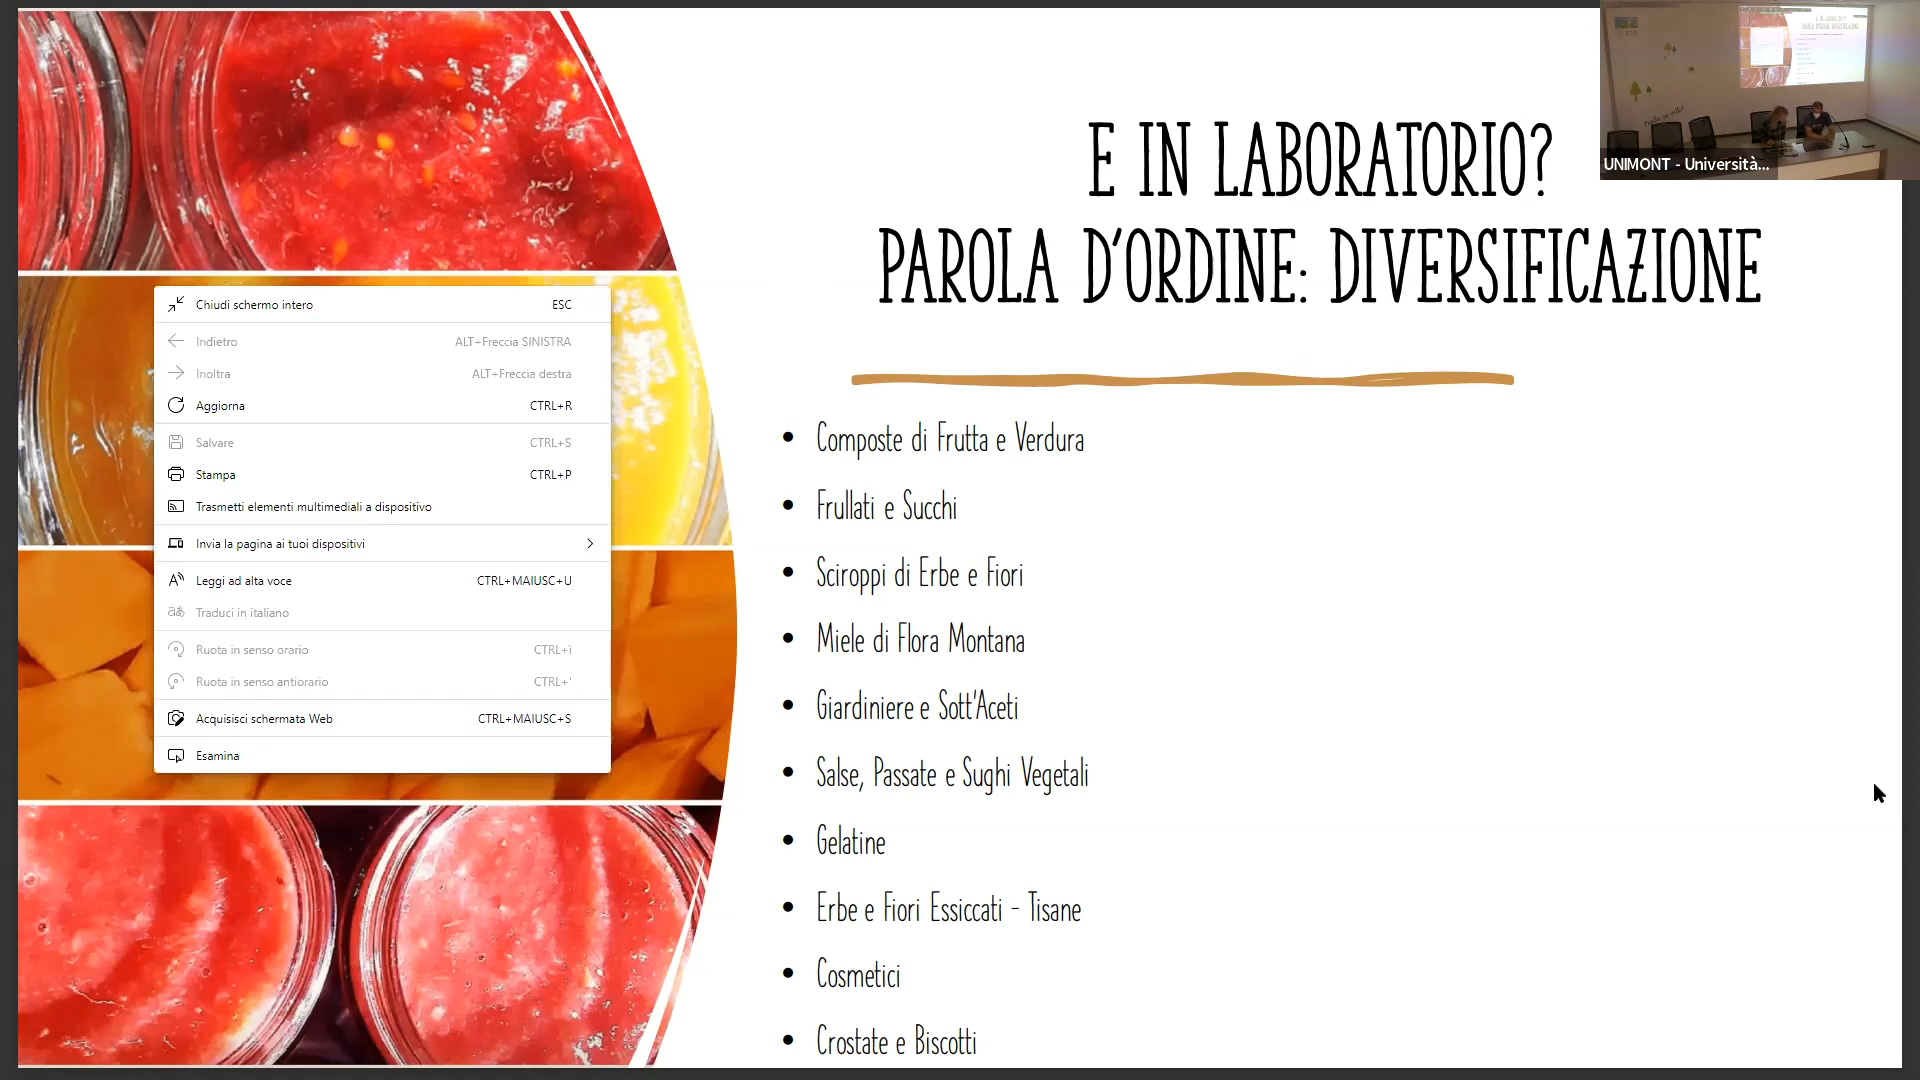 E IN LABORATORIO?
PAROLA D'ORDINE: DIVERSIFICAZIONE
UNIMONT - Università...
Chiudi schermo intero ESC
Indietro ALT+Freccia SINISTRA
Inoltra ALT+Freccia destra
Aggiorna CTRL+R
Salvare CTRL+S
Stampa CTRL+P
Trasmetti elementi multimediali a dispositivo
Invia la pagina ai tuoi dispositivi
Leggi ad alta voce CTRL+MAIUSC+U
Traduci in italiano
Ruota in senso orario CTRL+ì
Ruota in senso antiorario CTRL+'
Acquisisci schermata Web CTRL+MAIUSC+S
Esamina
• Composte di Frutta e Verdura
• Frullati e Succhi
• Sciroppi di Erbe e Fiori
• Miele di Flora Montana
• Giardiniere e Sott'Aceti
• Salse, Passate e Sughi Vegetali
• Gelatine
• Erbe e Fiori Essiccati - Tisane
• Cosmetici
• Crostate e Biscotti